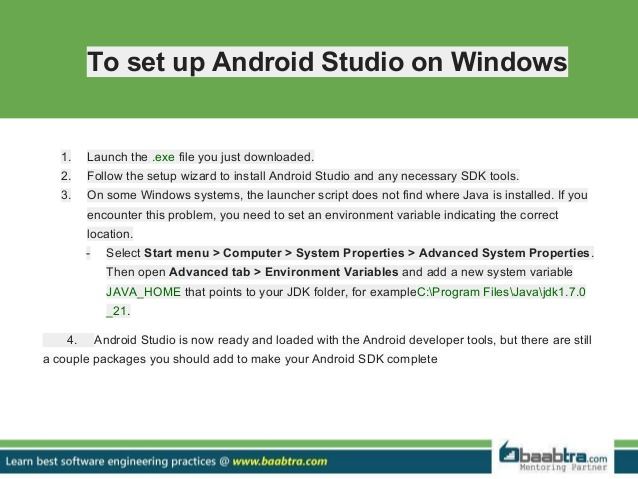 To set up Android Studio on Windows
1. Launch the .exe file you just downloaded.
2. Follow the setup wizard to install Android Studio and any necessary SDK tools.
3. On some Windows systems, the launcher script does not find where Java is installed. If you
encounter this problem, you need to set an environment variable indicating the correct
location.
- Select Start menu > Computer > System Properties > Advanced System Properties.
Then open Advanced tab > Environment Variables and add a new system variable
JAVA_HOME that points to your JDK folder, for exampleC:\Program Files\Java\jdk1.7.0
_21.
4. Android Studio is now ready and loaded with the Android developer tools, but there are still
a couple packages you should add to make your Android SDK complete
Learn best software engineering practices @ www.baabtra.com
baabtra.com
Mentoring Partner